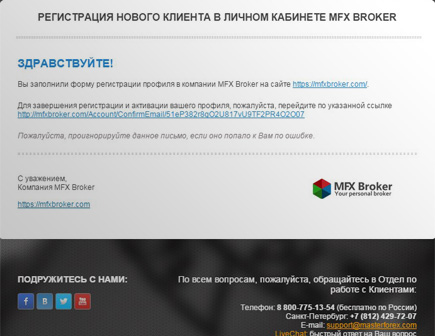 РЕГИСТРАЦИЯ НОВОГО КЛИЕНТА В ЛИЧНОМ КАБИНЕТЕ MFX BROKER
ЗДРАВСТВУЙТЕ!
Вы заполнили форму регистрации профиля в компании MFX Broker на сайте https://mfxbroker.com/.
Для завершения регистрации и активации вашего профиля, пожалуйста, перейдите по указанной ссылке
http://mfxbroker.com/Account/ConfirmEmail/51eP382r8qO2U817vU9TF2PR4O2O07
Пожалуйста, проигнорируйте данное письмо, если оно попало к Вам по ошибке.
С уважением,
Компания MFX Broker
https://mfxbroker.com
MFX Broker
Your personal broker
ПОДРУЖИТЕСЬ С НАМИ:
По всем вопросам, пожалуйста, обращайтесь в Отдел по
работе с Клиентами:
Телефон: 8 800-775-13-54 (бесплатно по России)
Санкт-Петербург: +7 (812) 429-72-07
E-mail: support@masterforex.com
LiveChat: быстрый ответ на Ваш вопрос